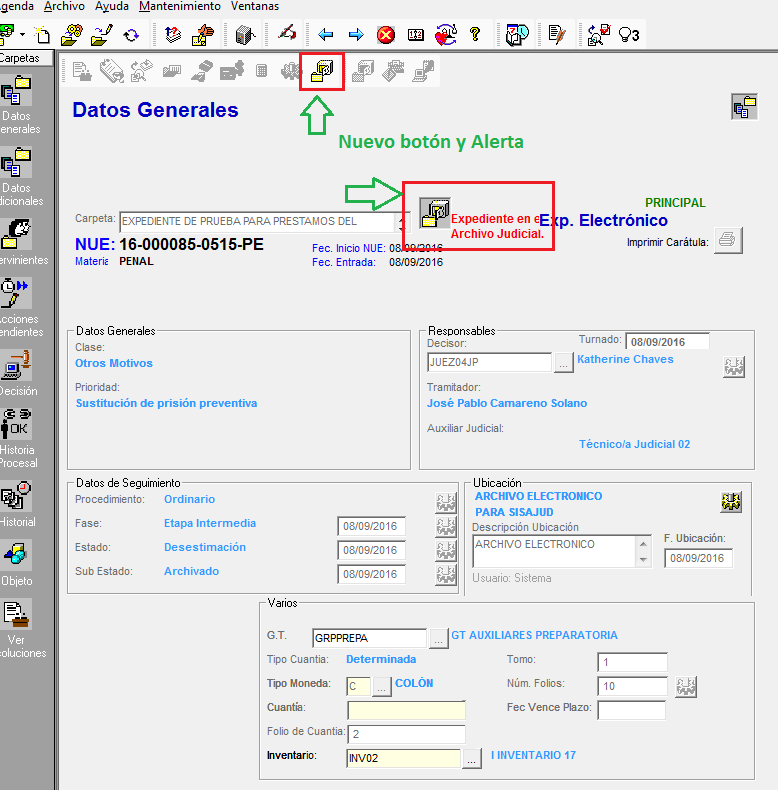 genda Archivo Ayuda Mantenimiento Ventanas
3
Carpetas
Datos Generales
Nuevo botón y Alerta
Datos
enerales
Datos
dicionales
ervinientes
cciones
endientes
Decisión
OK
Historia
Procesal
Historial
Objeto
Ver
oluciones
PRINCIPAL
Carpeta: EXPEDIENTE DE PRUEBA PARA PRESTAMOS DEL
Expediente en e
Archivo Judicial.
Exp. Electrónico
NUE: 16-000085-0515-PE
Fec. Inicio NUE: 08/09/2016
Imprimir Carátula:
Materia PENAL
Fec. Entrada: 08/09/2016
Datos Generales
Clase:
Otros Motivos
Prioridad:
Sustitución de prisión preventiva
Responsables
Decisor:
Turnado: 08/09/2016
JUEZ04JP ... Katherine Chaves
Tramitador:
José Pablo Camareno Solano
Auxiliar Judicial:
Técnico/a Judicial 02
Datos de Seguimiento
Procedimiento: Ordinario
Fase: Etapa Intermedia 08/09/2016
Estado: Desestimación 08/09/2016
Sub Estado: Archivado 08/09/2016
Ubicación
ARCHIVO ELECTRONICO
PARA SISAJUD
Descripción Ubicación
ARCHIVO ELECTRONICO
F. Ubicación:
08/09/2016
Usuario: Sistema
Varios
G.T. GRPPREPA ... GT AUXILIARES PREPARATORIA
Tipo Cuantia: Determinada Tomo: 1
Tipo Moneda: C ... COLÓN Núm. Folios: 10
Cuantía: Fec Vence Plazo:
Folio de Cuantia: 2
Inventario: INV02 ... I INVENTARIO 17